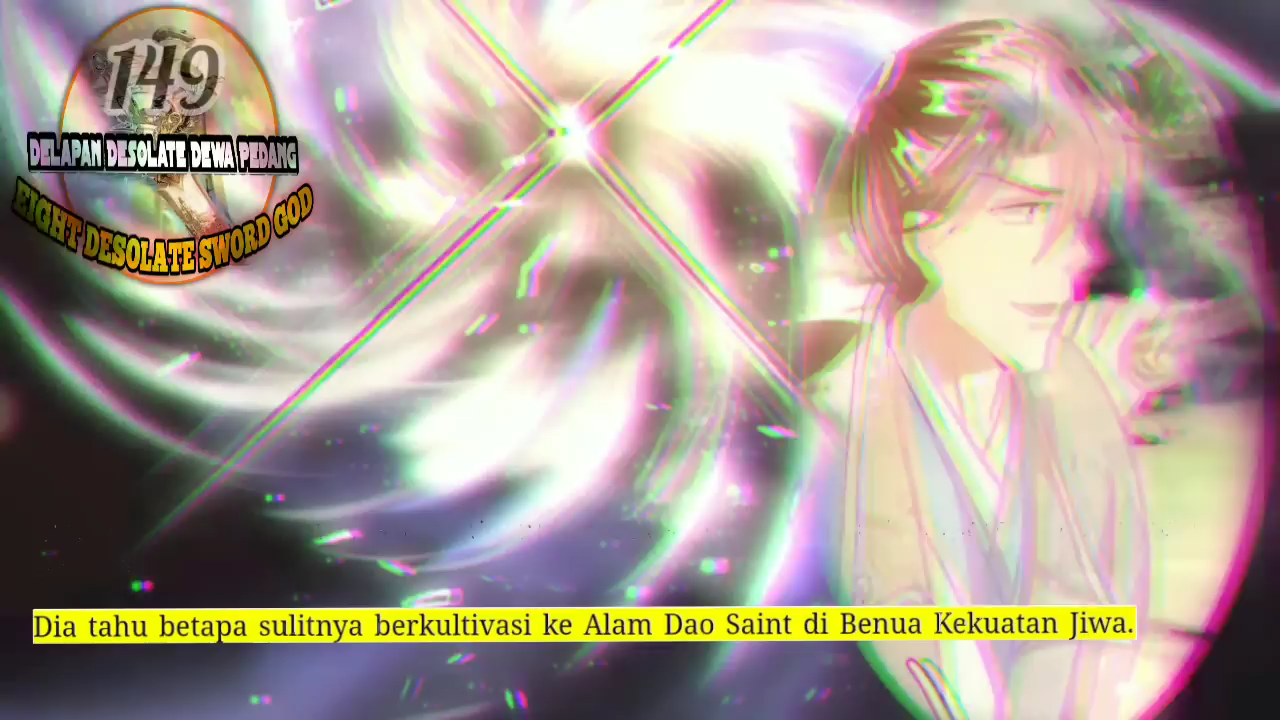 149
DELAPAN DESOLATE DEWA PEDANG
EIGHT DESOLATE SWORD GOD
Dia tahu betapa sulitnya berkultivasi ke Alam Dao Saint di Benua Kekuatan Jiwa.